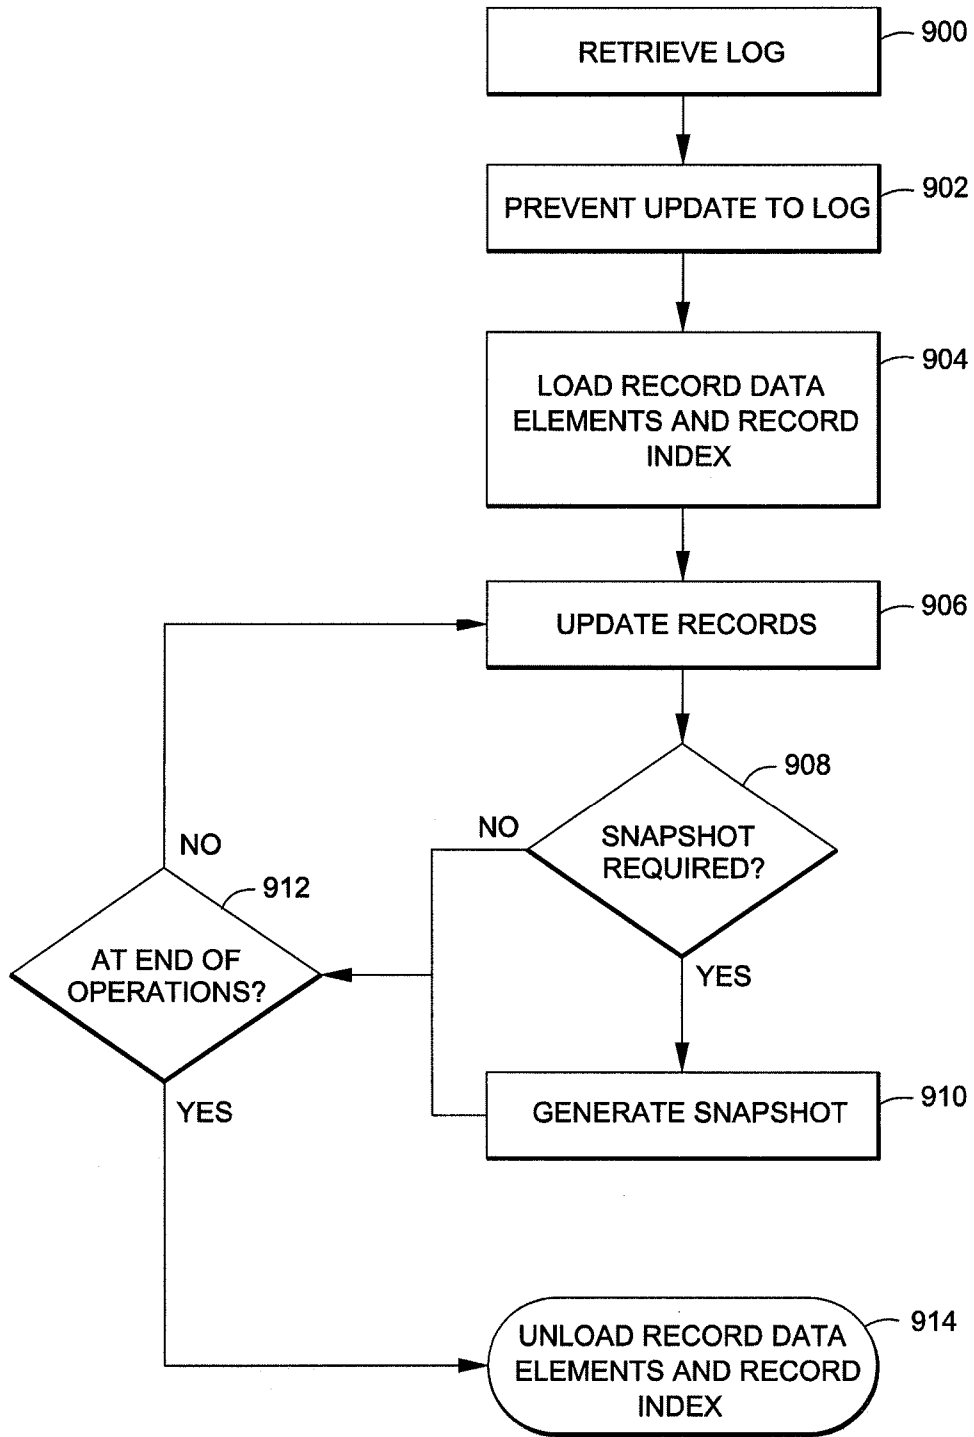 RETRIEVE LOG
900
PREVENT UPDATE TO LOG
902
LOAD RECORD DATA
ELEMENTS AND RECORD
INDEX
904
UPDATE RECORDS
906
SNAPSHOT
REQUIRED?
908
NO
YES
GENERATE SNAPSHOT
910
AT END OF
OPERATIONS?
912
NO
YES
UNLOAD RECORD DATA
ELEMENTS AND RECORD
INDEX
914